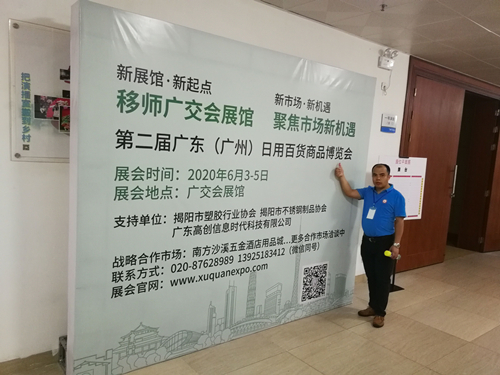 新展馆·新起点
移师广交会展馆
新市场·新机遇
聚焦市场新机遇
第二届广东（广州）日用百货商品博览会
展会时间：2020年6月3-5日
展会地点：广交会展馆
支持单位：揭阳市塑胶行业协会 揭阳市不锈钢制品协会
广东高创信息时代科技有限公司
战略合作市场：南方沙溪五金酒店用品城...更多合作市场洽谈中
联系方式：020-87628989 13925183412（微信同号）
展会官网：www.xuquanexpo.com